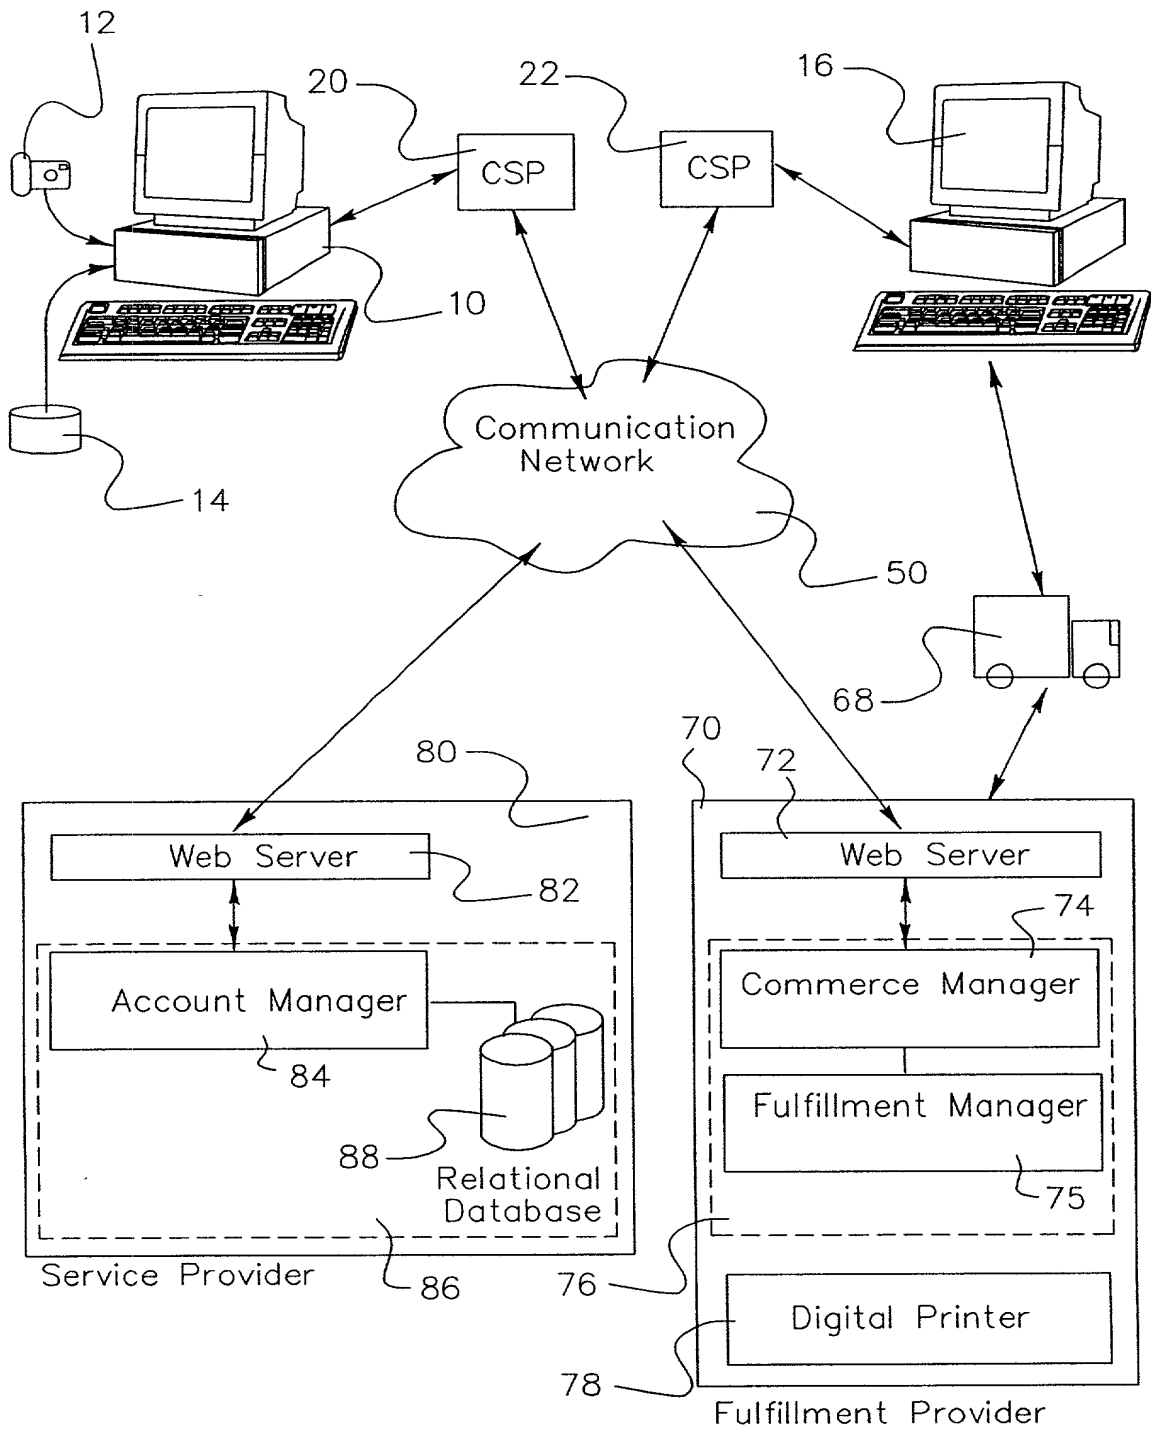 12
20
22
16
CSP
CSP
10
Communication
Network
14
50
68
80
70
72
Web Server
82
Web Server
74
Account Manager
84
Commerce Manager
Fulfillment Manager
75
88
Relational
Database
86
76
Service Provider
Digital Printer
78
Fulfillment Provider